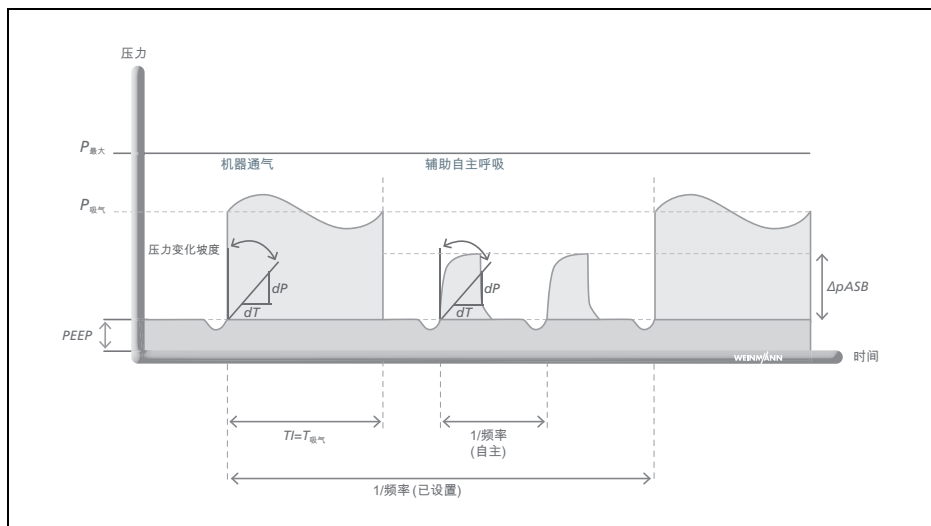 压力
P最大
机器通气
辅助自主呼吸
P吸气
压力变化坡度
dP
dT
dP
dT
ΔpASB
PEEP
WEINMANN
时间
TI=T吸气
1/频率
(自主)
1/频率 (已设置)